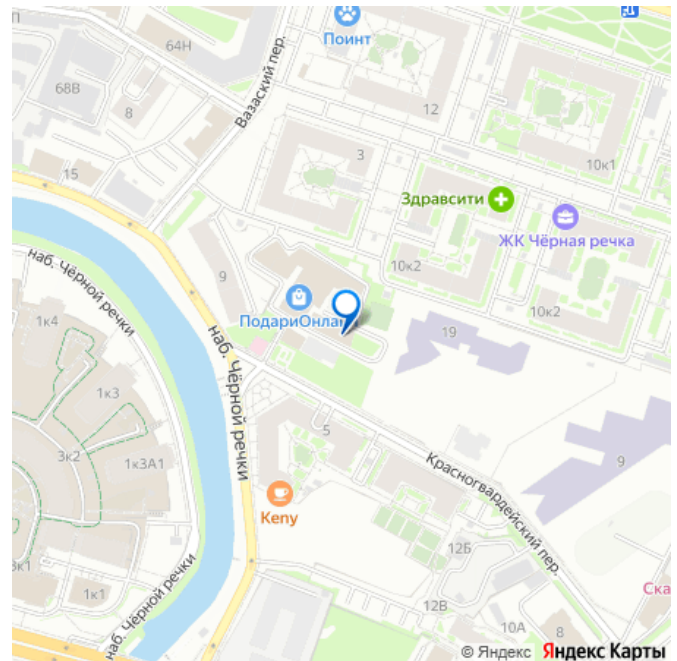 П
64Н
Поинт
Вазаский пер.
68В
8
12
15
3
10к1
Здравсити
ЖК Чёрная речка
наб. Чёрной речки
9
10к2
ПодариОнлай
10к2
1к4
19
наб. Чёрной речки
1к3
3к2
1к3А1
5
Красногвардейский пер.
9
Keпy
12Б
3к1
1к1
наб. Чёрной речки
12В
10А
8
Ска
© Яндекс Яндекс Карты